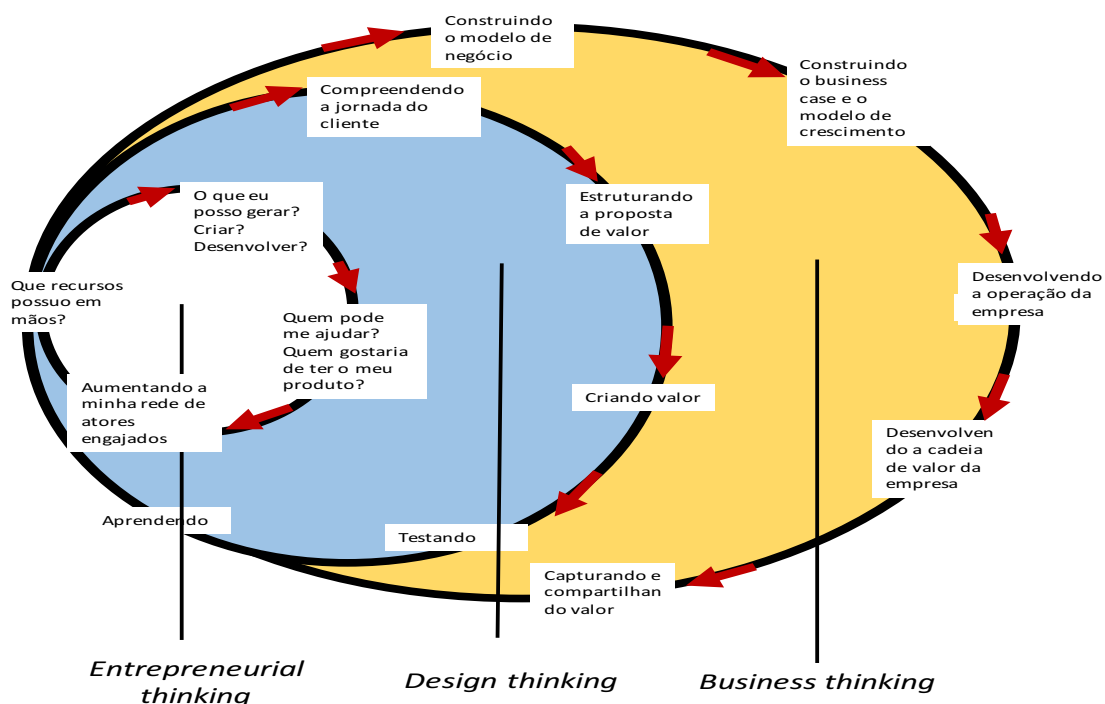 Construindo
o modelo de
negócio
Construindo
o business
case e o
modelo de
crescimento
Compreendendo
a jornada do
cliente
O que eu
posso gerar?
Criar?
Desenvolver?
Estruturando
a proposta
de valor
Que recursos
possuo em
mãos?
Desenvolvendo
a operação da
empresa
Quem pode
me ajudar?
Quem gostaria
de ter o meu
produto?
Aumentando a
minha rede de
atores
engajados
Criando valor
Desenvolven
do a cadeia
de valor da
empresa
Aprendendo
Testando
Capturando e
compartilhan
do valor
Entrepreneurial
thinking
Design thinking
Business thinking